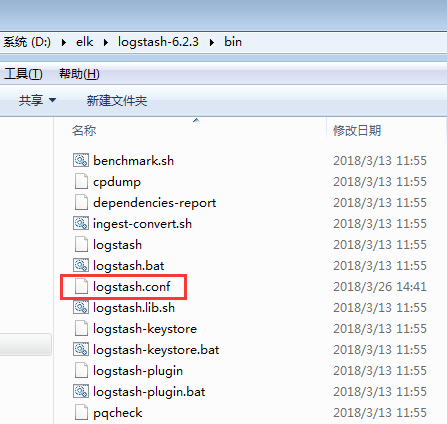 系统 (D:) ▸ elk ▸ logstash-6.2.3 ▸ bin
工具(T) 帮助(H)
共享 ▼ 新建文件夹
名称 修改日期
benchmark.sh 2018/3/13 11:55
cpdump 2018/3/13 11:55
dependencies-report 2018/3/13 11:55
ingest-convert.sh 2018/3/13 11:55
logstash 2018/3/13 11:55
logstash.bat 2018/3/13 11:55
logstash.conf 2018/3/26 14:41
logstash.lib.sh 2018/3/13 11:55
logstash-keystore 2018/3/13 11:55
logstash-keystore.bat 2018/3/13 11:55
logstash-plugin 2018/3/13 11:55
logstash-plugin.bat 2018/3/13 11:55
pqcheck 2018/3/13 11:55